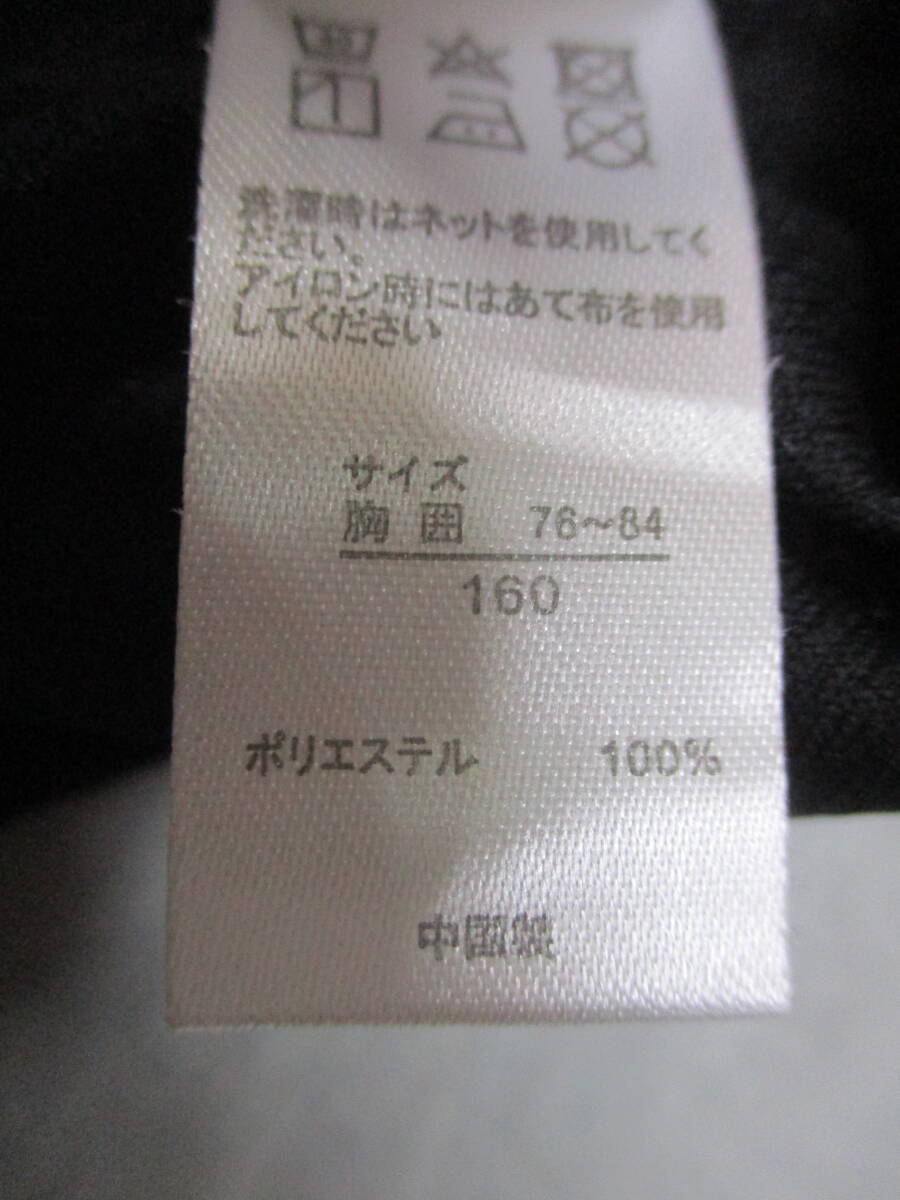 洗濯時はネットを使用してく
ださい。
アイロン時にはあて布を使用
してください
サイズ
胸囲 76～84
160
ポリエステル 100%
中国製